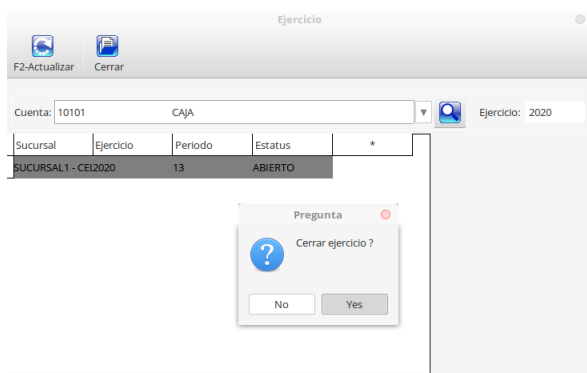 Ejercicio
F2-Actualizar Cerrar
Cuenta: 10101 CAJA Ejercicio: 2020
Sucursal Ejercicio Periodo Estatus *
SUCURSAL1 - CEI2020 13 ABIERTO
Pregunta
Cerrar ejercicio ?
No Yes